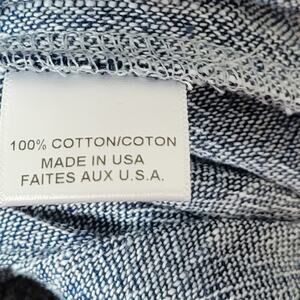 100% COTTON/COTON
MADE IN USA
FAITES AUX U.S.A.